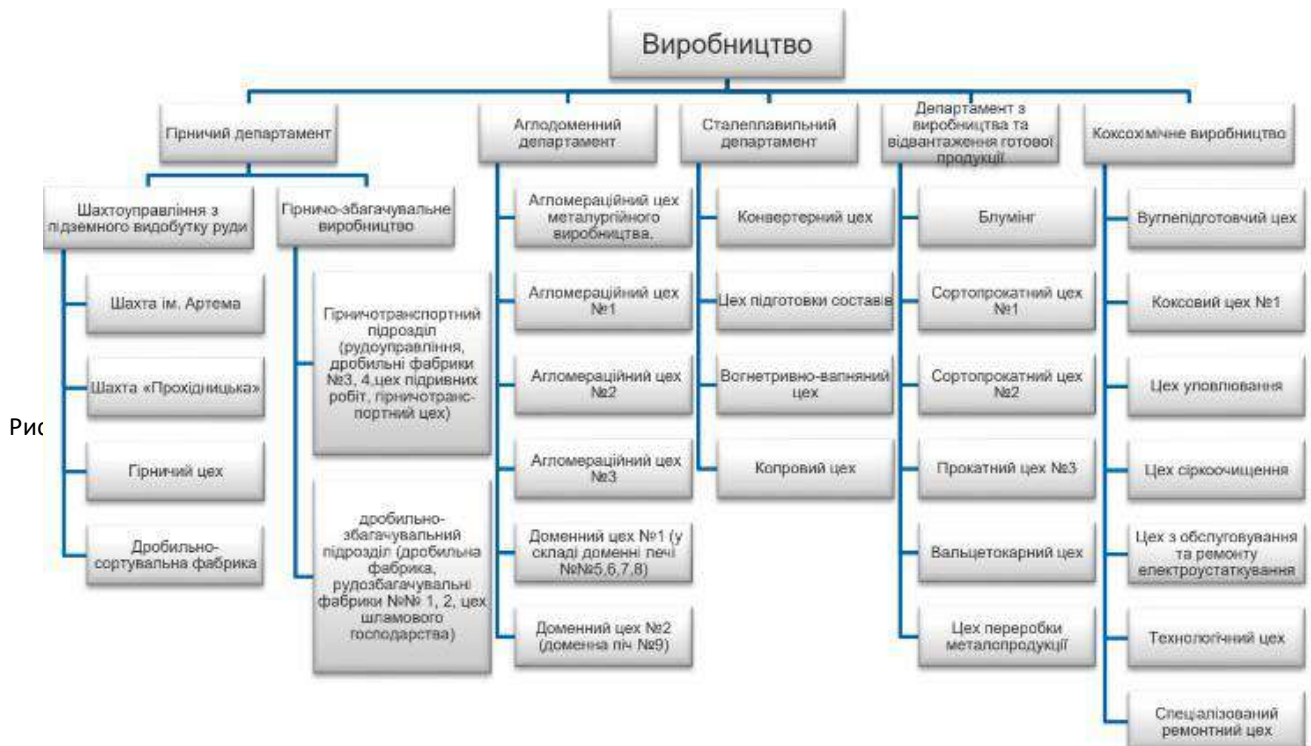 Виробництво
Гірничий департамент
Шахтоуправління з
підземного видобутку руди
Шахта ім. Артема
Шахта «Прохідницька»
Гірничий цех
Дробильно-
сортувальна фабрика
Гірничо-збагачувальне
виробництво
Гірничотранспортний
підрозділ
(рудоуправління,
дробильні фабрики
№3, 4,цех підривних
робіт, гірничотранс-
портний цех)
дробильно-
збагачувальний
підрозділ (дробильна
фабрика,
рудозбагачувальні
фабрики №№ 1, 2, цех
шламового
господарства)
Аглодоменний
департамент
Агломераційний цех
металургійного
виробництва.
Агломераційний цех
№1
Агломераційний цех
№2
Агломераційний цех
№3
Доменний цех №1 (у
складі доменні печі
№№5,6,7,8)
Доменний цех №2
(доменна піч №9)
Сталеплавильний
департамент
Конвертерний цех
Цех підготовки составів
Вогнетривно-вапняний
цех
Копровий цех
Департамент з
виробництва та
відвантаження готової
продукції
Блумінг
Сортопрокатний цех
№1
Сортопрокатний цех
№2
Прокатний цех №3
Вальцетокарний цех
Цех переробки
металопродукції
Коксохімічне виробництво
Вуглепідготовчий цех
Коксовий цех №1
Цех уловлювання
Цех сіркоочищення
Цех з обслуговування
та ремонту
електроустаткування
Технологічний цех
Спеціалізований
ремонтний цех
Рис